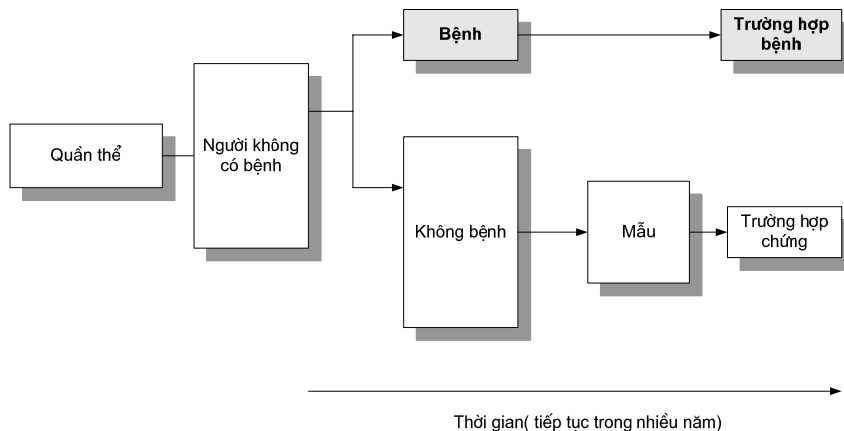 Quần thể
Người không
có bệnh
Bệnh
Trường hợp
bệnh
Không bệnh
Mẫu
Trường hợp
chứng
Thời gian( tiếp tục trong nhiều năm)